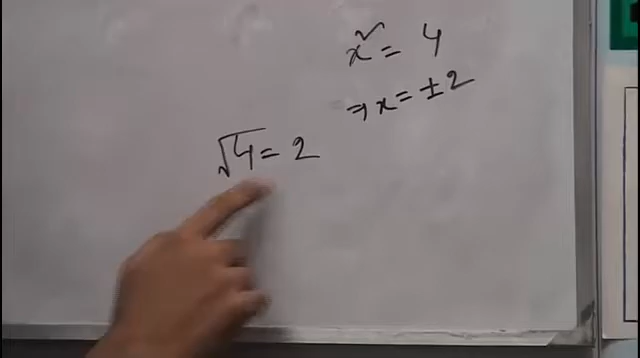 x² = 4
⇒ x = ±2
√4 = 2